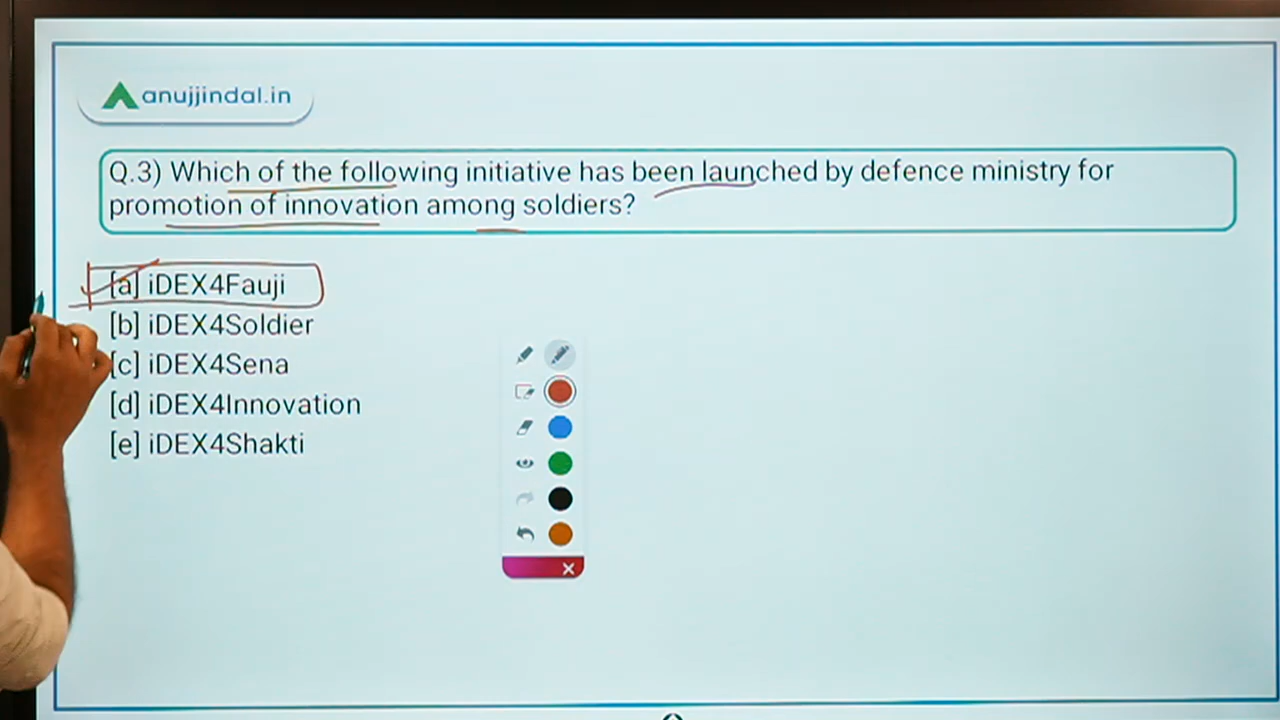 anujjindal.in
Q.3) Which of the following initiative has been launched by defence ministry for
promotion of innovation among soldiers?
[a] iDEX4Fauji
[b] iDEX4Soldier
[c] iDEX4Sena
[d] iDEX4Innovation
[e] iDEX4Shakti